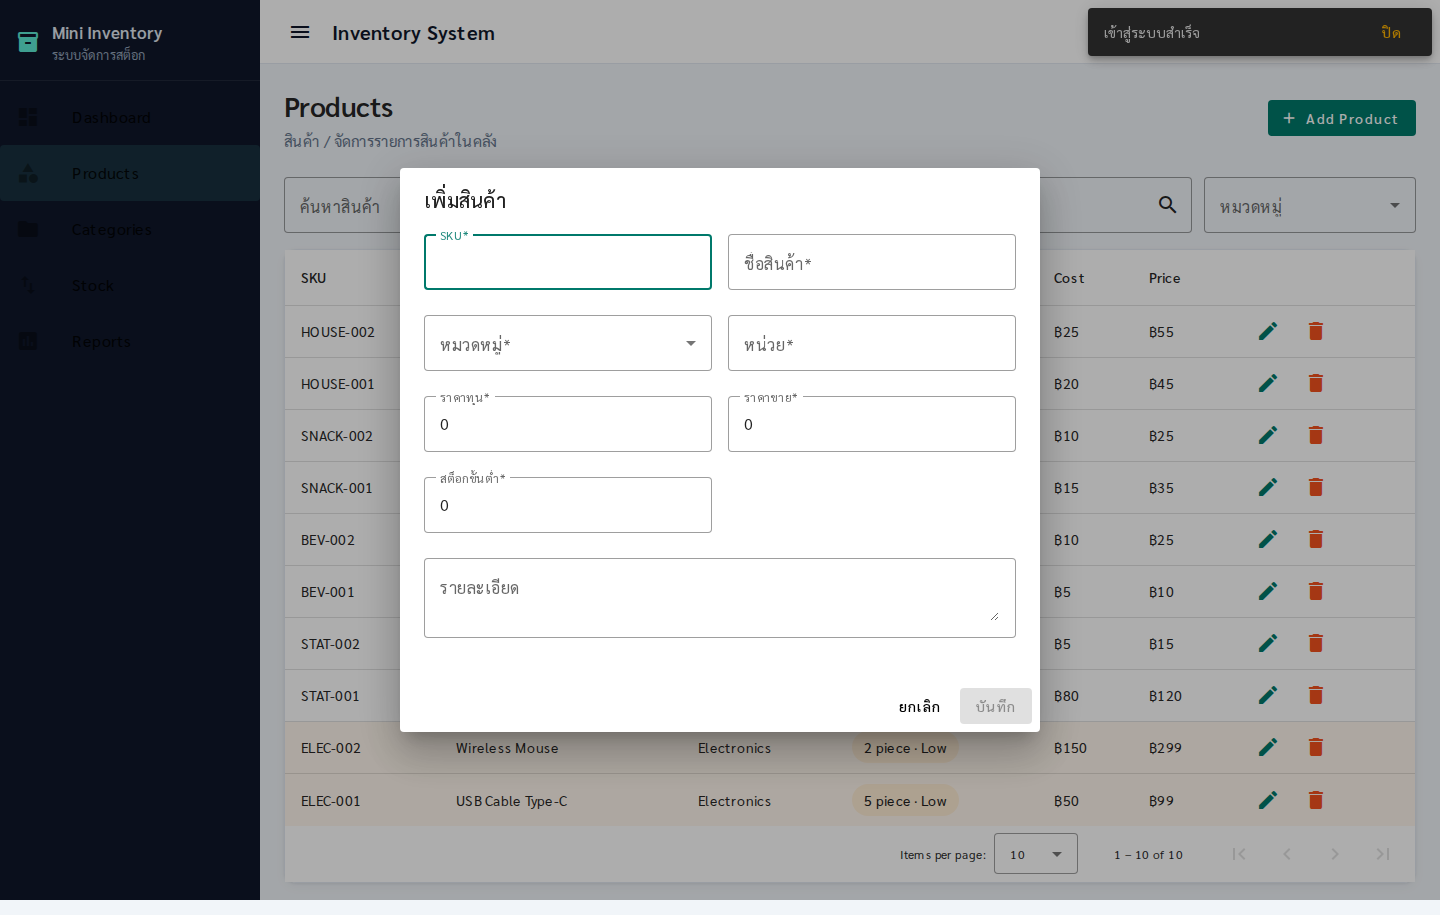 Mini Inventory
ระบบจัดการสต็อก
Dashboard
Products
Categories
Stock
Reports
Inventory System
เข้าสู่ระบบสำเร็จ ปิด
Products
สินค้า / จัดการรายการสินค้าในคลัง
+ Add Product
ค้นหาสินค้า
หมวดหมู่
เพิ่มสินค้า
SKU*
ชื่อสินค้า*
หมวดหมู่*
หน่วย*
ราคาทุน*
0
ราคาขาย*
0
สต็อกขั้นต่ำ*
0
รายละเอียด
ยกเลิก บันทึก
SKU Cost Price
HOUSE-002 ฿25 ฿55
HOUSE-001 ฿20 ฿45
SNACK-002 ฿10 ฿25
SNACK-001 ฿15 ฿35
BEV-002 ฿10 ฿25
BEV-001 ฿5 ฿10
STAT-002 ฿5 ฿15
STAT-001 ฿80 ฿120
ELEC-002 Wireless Mouse Electronics 2 piece · Low ฿150 ฿299
ELEC-001 USB Cable Type-C Electronics 5 piece · Low ฿50 ฿99
Items per page: 10 1 – 10 of 10